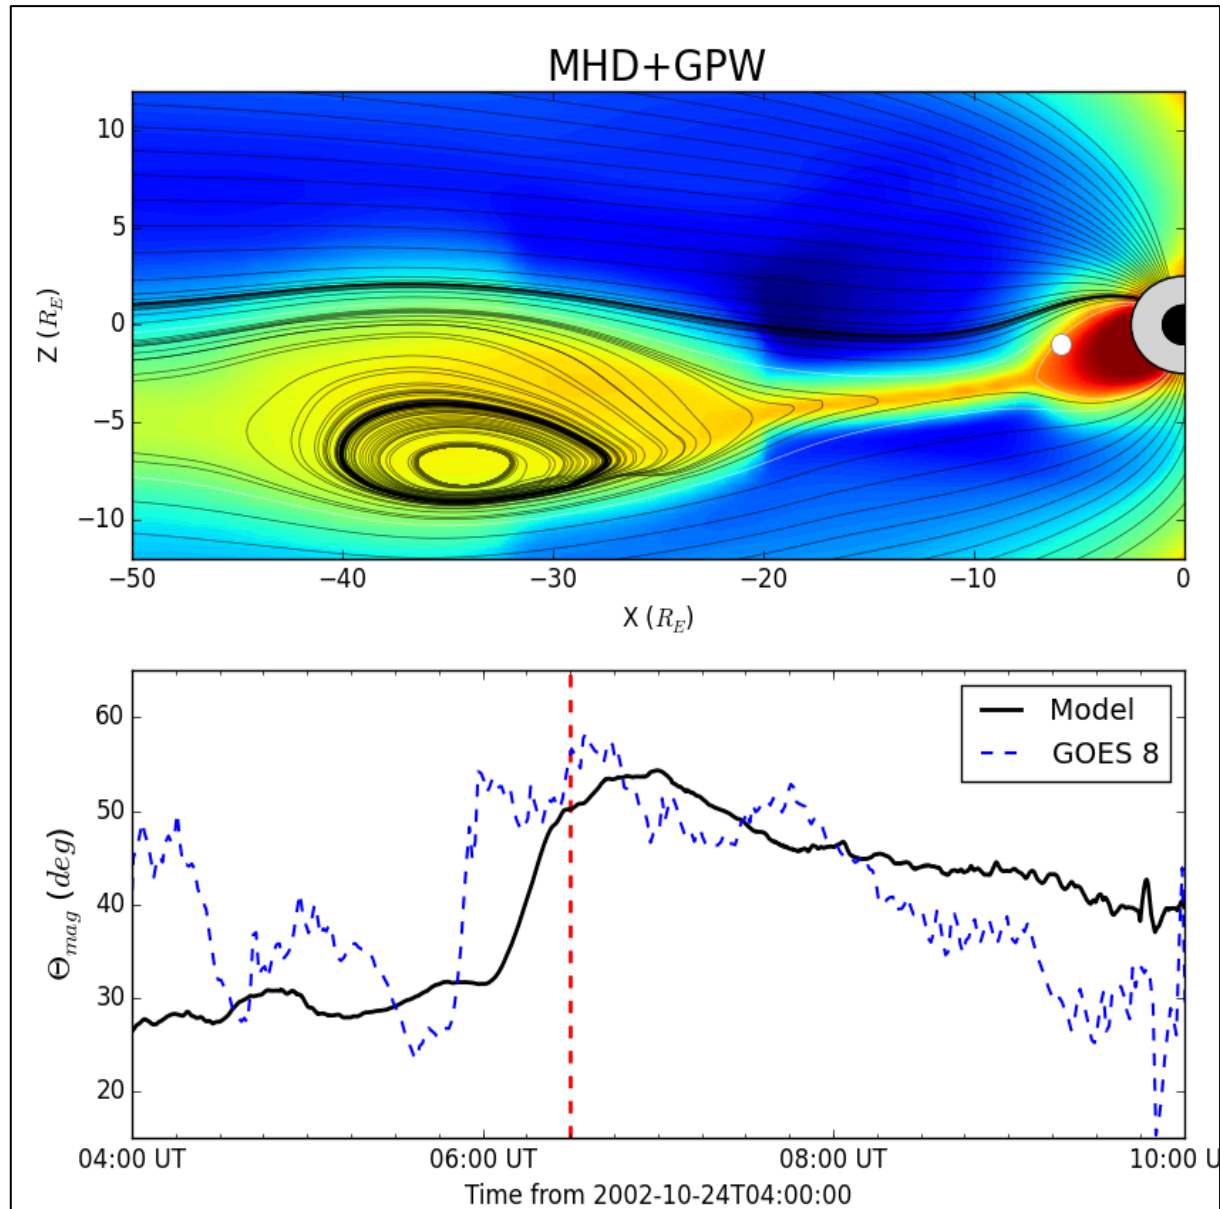 MHD+GPW
10
5
0
−5
−10
Z (R_E)
−50 −40 −30 −20 −10 0
X (R_E)
60
50
40
30
20
Θ_mag (deg)
Model
GOES 8
04:00 UT 06:00 UT 08:00 UT 10:00 U
Time from 2002-10-24T04:00:00